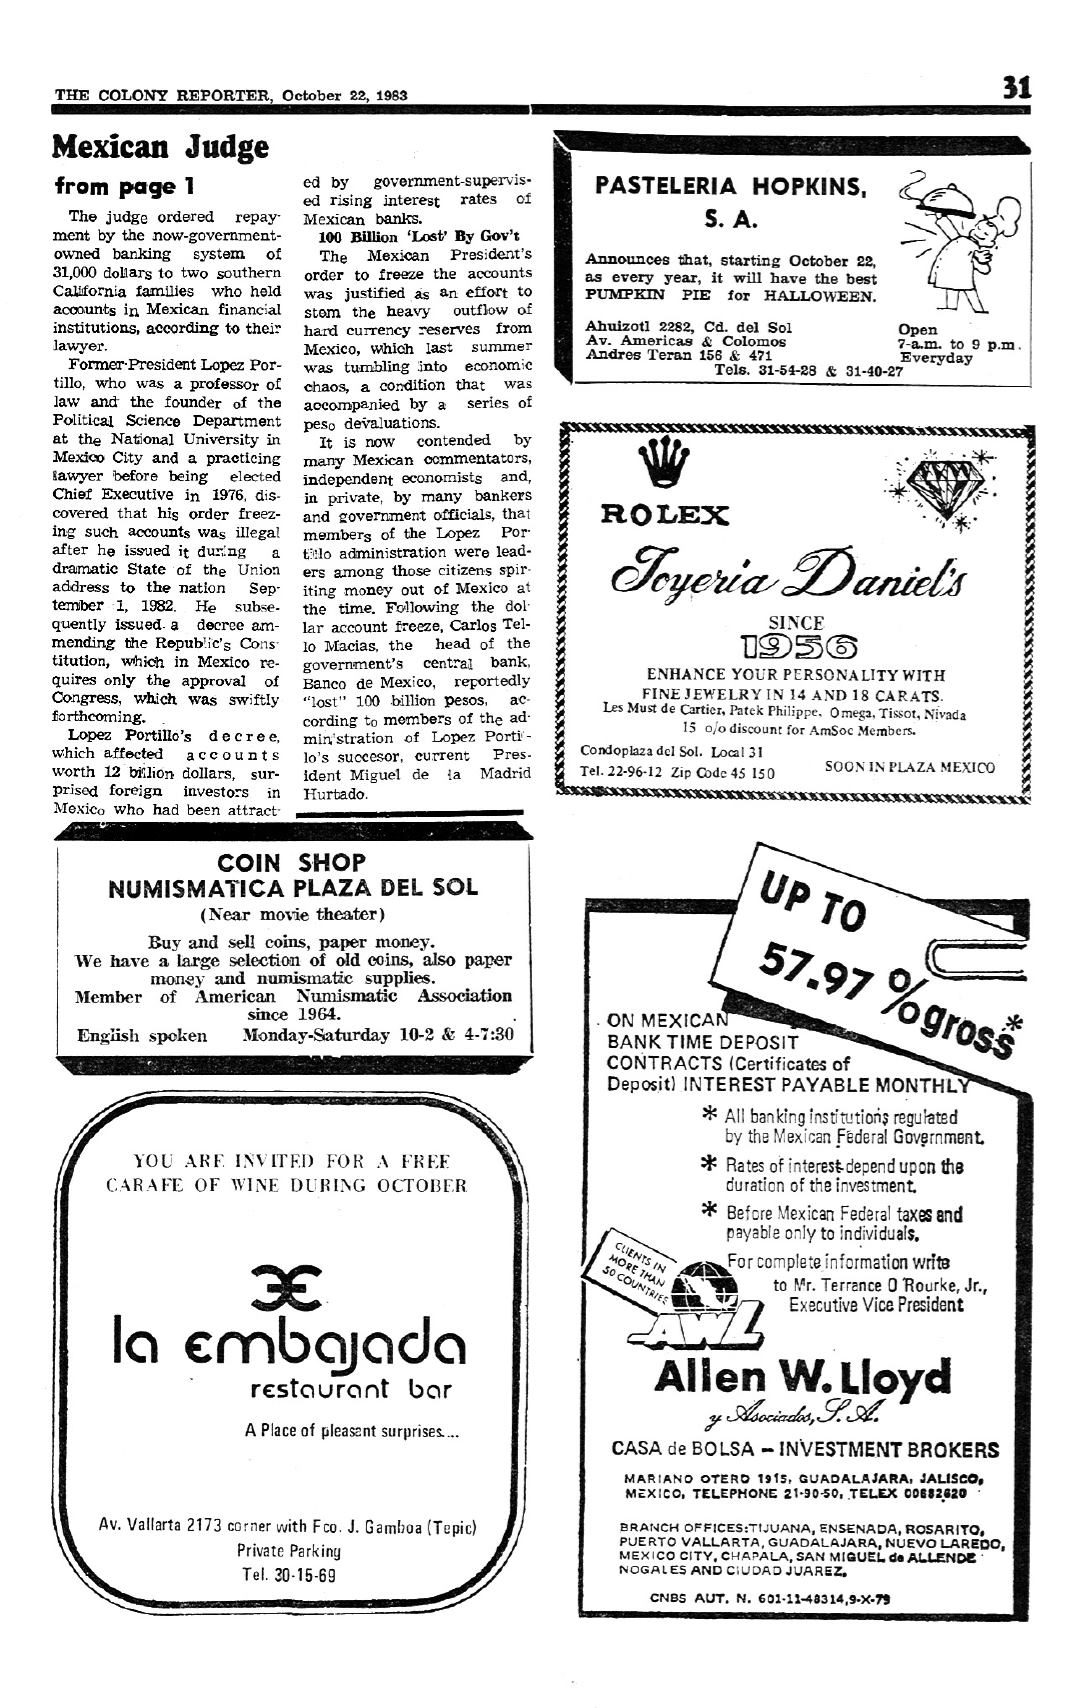 THE COLONY REPORTER, October 22, 1983
31
Mexican Judge
from page 1
The judge ordered repay-
ment by the now-government-
owned banking system of
31,000 dollars to two southern
California families who held
accounts in Mexican financial
institutions, according to their
lawyer.
Former President Lopez Por-
tillo, who was a professor of
law and the founder of the
Political Science Department
at the National University in
Mexico City and a practicing
lawyer before being elected
Chief Executive in 1976, dis-
covered that his order freez-
ing such accounts was illegal
after he issued it during a
dramatic State of the Union
address to the nation Sep-
tember 1, 1982. He subse-
quently issued a decree am-
mending the Republic's Cons-
titution, which in Mexico re-
quires only the approval of
Congress, which was swiftly
forthcoming.
Lopez Portillo's decree,
which affected accounts
worth 12 billion dollars, sur-
prised foreign investors in
Mexico who had been attract-
ed by government-supervis-
ed rising interest rates of
Mexican banks.
100 Billion 'Lost' By Gov't
The Mexican President's
order to freeze the accounts
was justified as an effort to
stem the heavy outflow of
hard currency reserves from
Mexico, which last summer
was tumbling into economic
chaos, a condition that was
accompanied by a series of
peso devaluations.
It is now contended by
many Mexican commentators,
independent economists and,
in private, by many bankers
and government officials, that
members of the Lopez Por-
tillo administration were lead-
ers among those citizens spir-
iting money out of Mexico at
the time. Following the dol-
lar account freeze, Carlos Tel-
lo Macias, the head of the
government's central bank,
Banco de Mexico, reportedly
"lost" 100 billion pesos, ac-
cording to members of the ad-
ministration of Lopez Porti-
lo's succesor, current Pres-
ident Miguel de la Madrid
Hurtado.
PASTELERIA HOPKINS,
S. A.
Announces that, starting October 22,
as every year, it will have the best
PUMPKIN PIE for HALLOWEEN.
Ahuizotl 2282, Cd. del Sol
Av. Americas & Colomos
Andres Teran 156 & 471
Open
7-a.m. to 9 p.m.
Everyday
Tels. 31-54-28 & 31-40-27
ROLEX
Joyeria Daniel's
SINCE
1956
ENHANCE YOUR PERSONALITY WITH
FINE JEWELRY IN 14 AND 18 CARATS.
Les Must de Cartier, Patek Philippe, Omega, Tissot, Nivada
15 o/o discount for AmSoc Members.
Condoplaza del Sol. Local 31
Tel. 22-96-12 Zip Code 45 150
SOON IN PLAZA MEXICO
COIN SHOP
NUMISMATICA PLAZA DEL SOL
(Near movie theater)
Buy and sell coins, paper money.
We have a large selection of old coins, also paper
money and numismatic supplies.
Member of American Numismatic Association
since 1964.
English spoken Monday-Saturday 10-2 & 4-7:30
YOU ARE INVITED FOR A FREE
CARAFE OF WINE DURING OCTOBER
la embajada
restaurant bar
A Place of pleasant surprises....
Av. Vallarta 2173 corner with Fco. J. Gamboa (Tepic)
Private Parking
Tel. 30-15-69
UP TO
57.97 % gross*
ON MEXICAN
BANK TIME DEPOSIT
CONTRACTS (Certificates of
Deposit) INTEREST PAYABLE MONTHLY
* All banking institutions regulated
by the Mexican Federal Government.
* Rates of interest depend upon the
duration of the investment.
* Before Mexican Federal taxes and
payable only to individuals.
For complete information write
to Mr. Terrance O'Rourke, Jr.,
Executive Vice President
CLIENTS IN
MORE THAN
50 COUNTRIES
AWL
Allen W. Lloyd
y Asociados, S. A.
CASA de BOLSA – INVESTMENT BROKERS
MARIANO OTERO 1915, GUADALAJARA, JALISCO,
MEXICO, TELEPHONE 21-90-50, TELEX 00682620
BRANCH OFFICES:TIJUANA, ENSENADA, ROSARITO,
PUERTO VALLARTA, GUADALAJARA, NUEVO LAREDO,
MEXICO CITY, CHAPALA, SAN MIGUEL de ALLENDE
NOGALES AND CIUDAD JUAREZ.
CNBS AUT. N. 601-11-48314,9-X-79